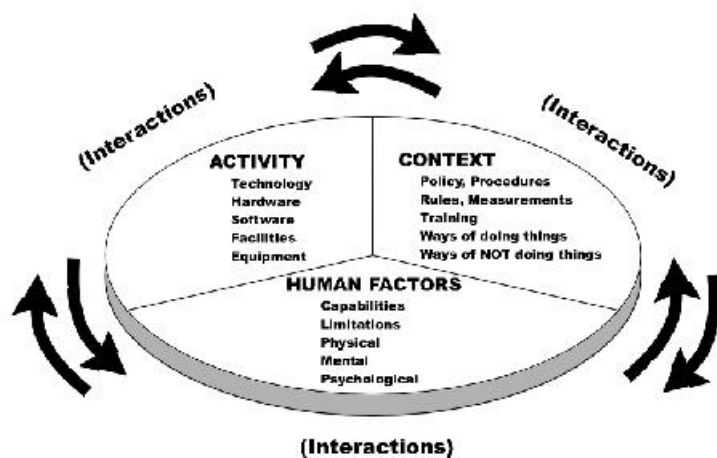 (Interactions)
(Interactions)
ACTIVITY
Technology
Hardware
Software
Facilities
Equipment
CONTEXT
Policy, Procedures
Rules, Measurements
Training
Ways of doing things
Ways of NOT doing things
HUMAN FACTORS
Capabilities
Limitations
Physical
Mental
Psychological
(Interactions)